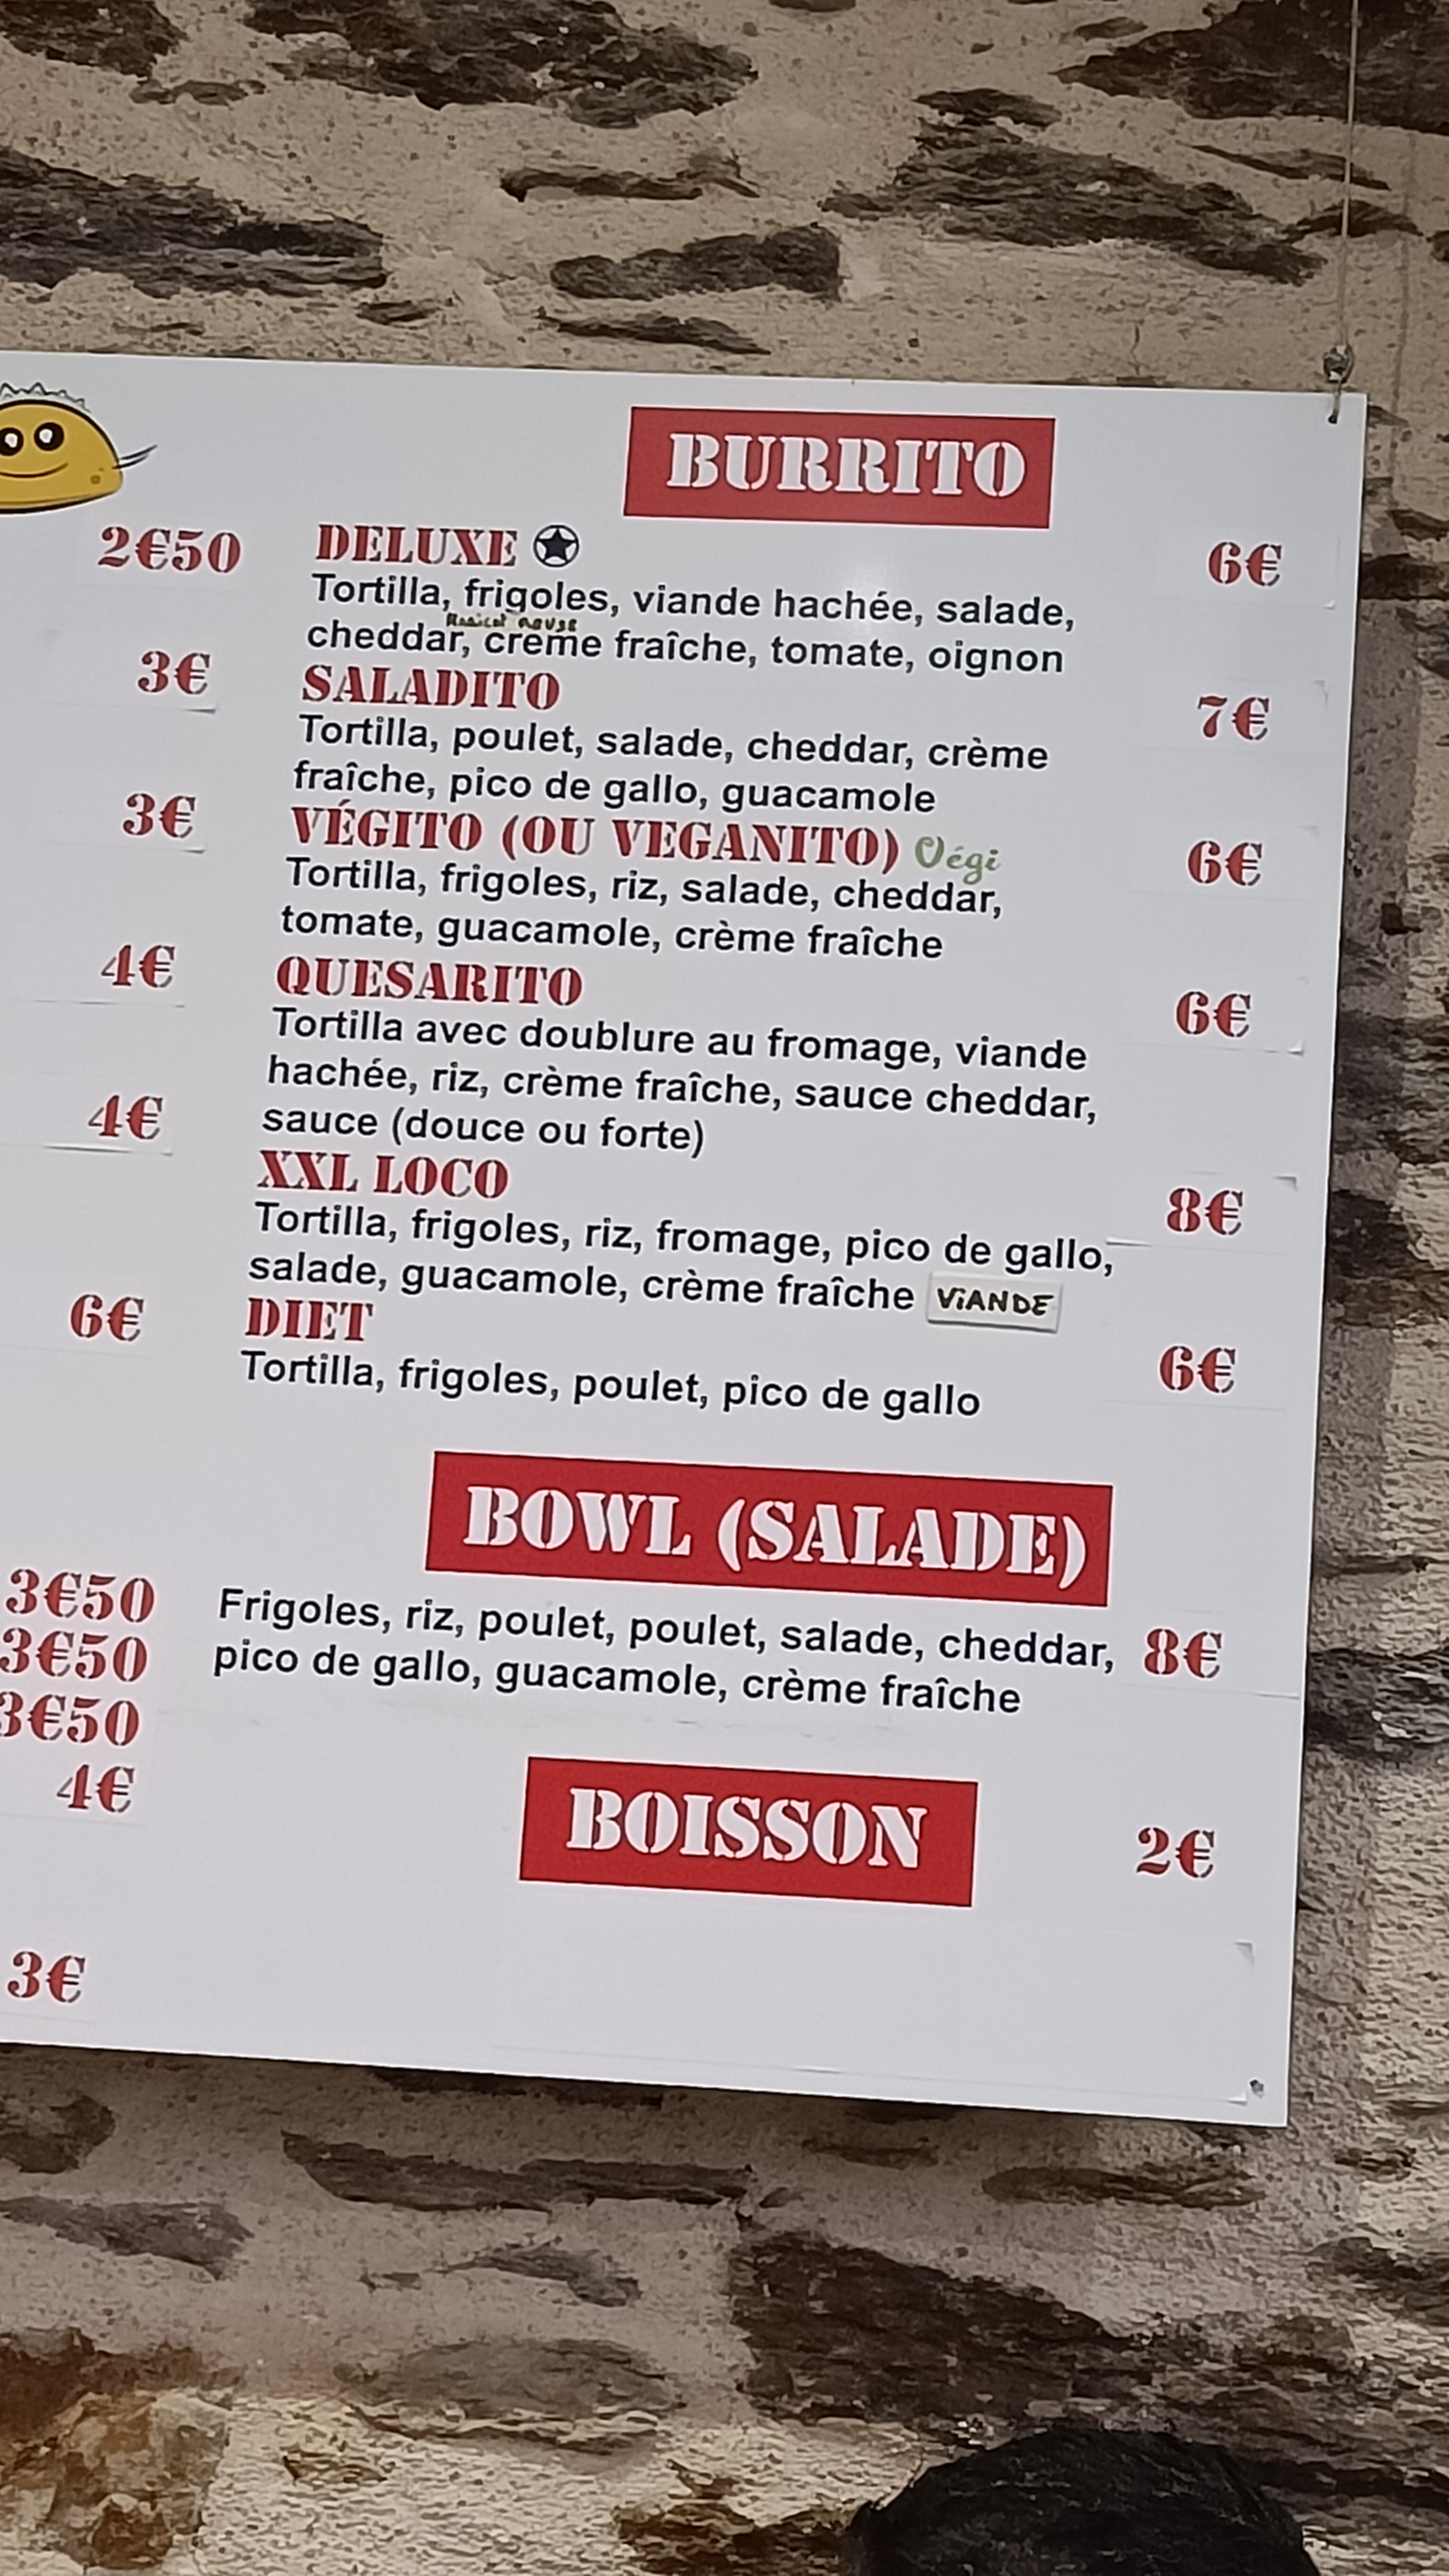 BURRITO
2€50
DELUXE
6€
Tortilla, frigoles, viande hachée, salade,
cheddar, crème fraîche, tomate, oignon
3€
SALADITO
7€
Tortilla, poulet, salade, cheddar, crème
fraîche, pico de gallo, guacamole
3€
VÉGITO (OU VEGANITO) Végi
6€
Tortilla, frigoles, riz, salade, cheddar,
tomate, guacamole, crème fraîche
4€
QUESARITO
6€
Tortilla avec doublure au fromage, viande
hachée, riz, crème fraîche, sauce cheddar,
sauce (douce ou forte)
4€
XXL LOCO
8€
Tortilla, frigoles, riz, fromage, pico de gallo,
salade, guacamole, crème fraîche ViANDE
6€
DIET
6€
Tortilla, frigoles, poulet, pico de gallo
BOWL (SALADE)
3€50
Frigoles, riz, poulet, poulet, salade, cheddar,
8€
3€50
pico de gallo, guacamole, crème fraîche
3€50
4€
BOISSON
2€
3€